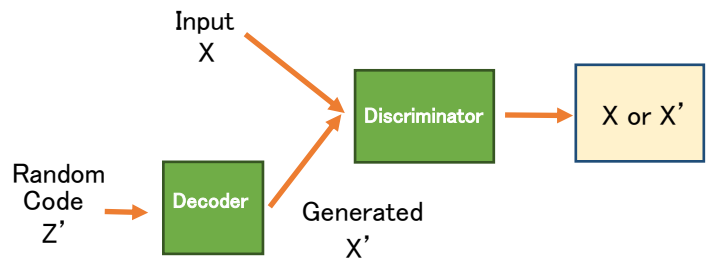 Input
X
Discriminator
X or X’
Random
Code
Z’
Decoder
Generated
X’